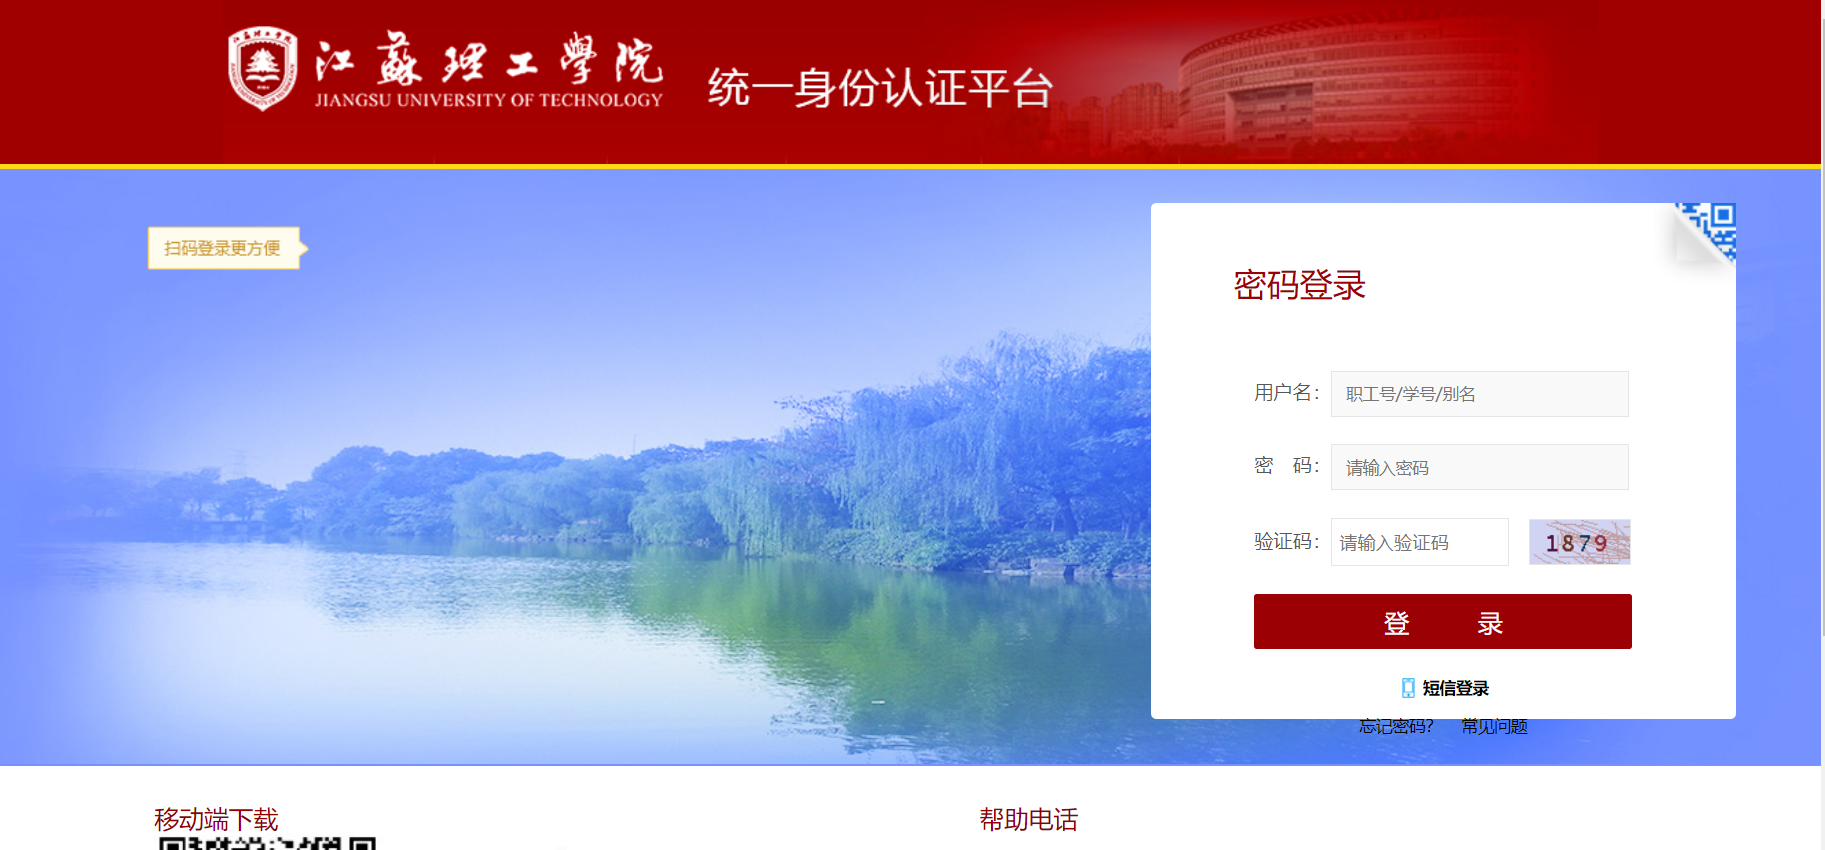 江蘇理工學院
JIANGSU UNIVERSITY OF TECHNOLOGY
统一身份认证平台
扫码登录更方便
密码登录
用户名：
职工号/学号/别名
密 码：
请输入密码
验证码：
请输入验证码
1879
登 录
短信登录
忘记密码? 常见问题
移动端下载
帮助电话